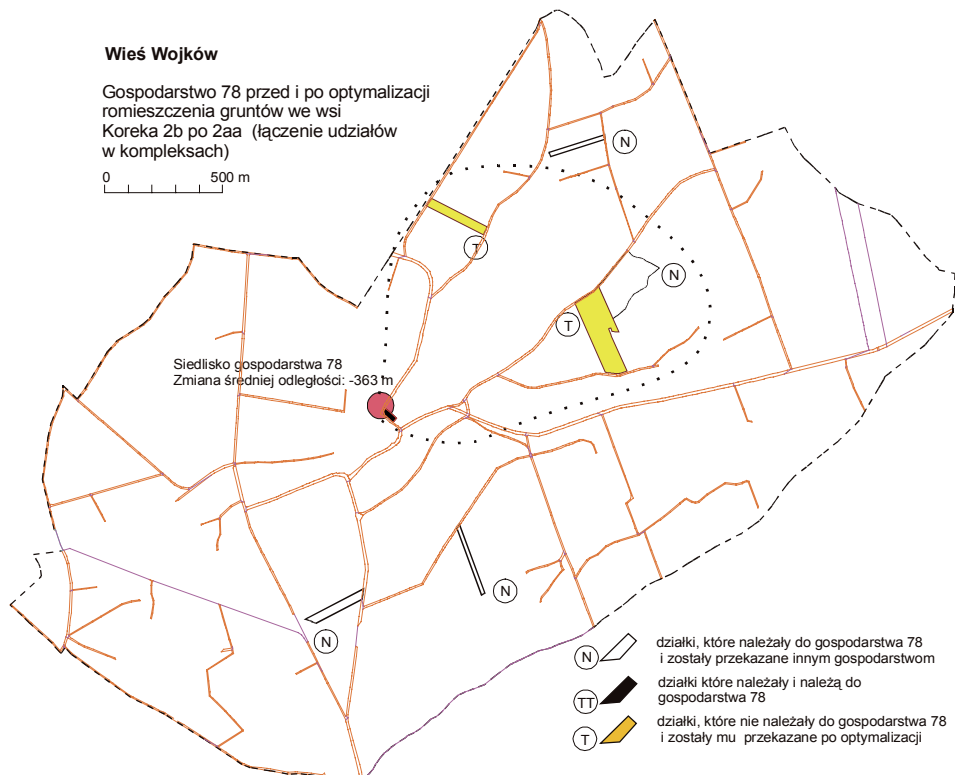 Wieś Wojków
Gospodarstwo 78 przed i po optymalizacji
romieszczenia gruntów we wsi
Koreka 2b po 2aa (łączenie udziałów
w kompleksach)
0 500 m
N
T
N
T
Siedlisko gospodarstwa 78
Zmiana średniej odległości: -363 m
N
N
N
działki, które należały do gospodarstwa 78
i zostały przekazane innym gospodarstwom
TT
działki które należały i należą do
gospodarstwa 78
T
działki, które nie należały do gospodarstwa 78
i zostały mu przekazane po optymalizacji